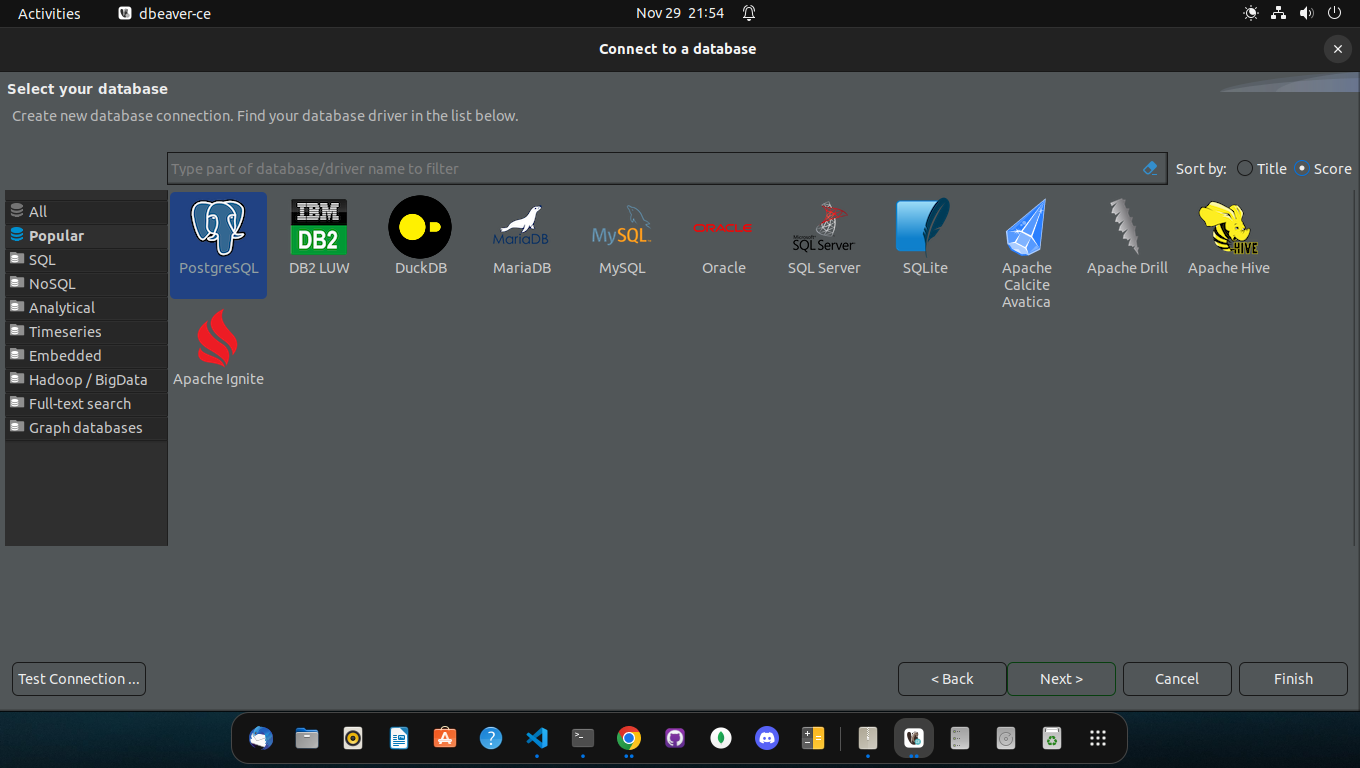 Activities
dbeaver-ce
Nov 29 21:54
Connect to a database
Select your database
Create new database connection. Find your database driver in the list below.
Type part of database/driver name to filter
Sort by:
Title
Score
All
Popular
SQL
NoSQL
Analytical
Timeseries
Embedded
Hadoop / BigData
Full-text search
Graph databases
PostgreSQL
IBM
DB2
DB2 LUW
DuckDB
MariaDB
MariaDB
MySQL
MySQL
ORACLE
Oracle
Microsoft
SQL Server
SQL Server
SQLite
Apache
Calcite
Avatica
Apache Drill
HIVE
Apache Hive
Apache Ignite
Test Connection ...
< Back
Next >
Cancel
Finish